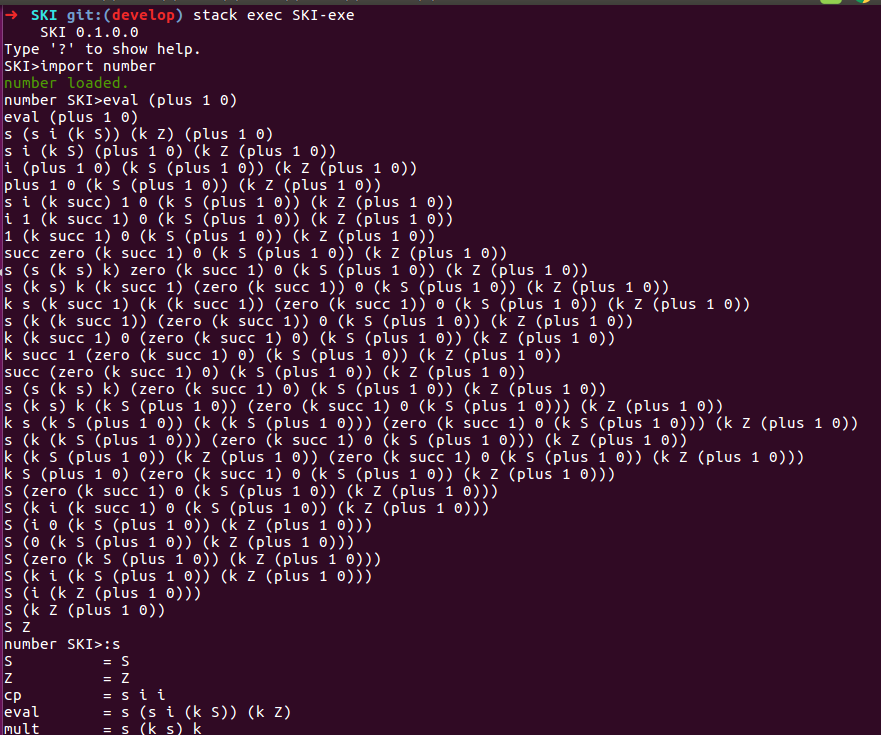 ➜  SKI git:(develop) stack exec SKI-exe
    SKI 0.1.0.0
Type '?' to show help.
SKI>import number
number loaded.
number SKI>eval (plus 1 0)
eval (plus 1 0)
s (s i (k S)) (k Z) (plus 1 0)
s i (k S) (plus 1 0) (k Z (plus 1 0))
i (plus 1 0) (k S (plus 1 0)) (k Z (plus 1 0))
plus 1 0 (k S (plus 1 0)) (k Z (plus 1 0))
s i (k succ) 1 0 (k S (plus 1 0)) (k Z (plus 1 0))
i 1 (k succ 1) 0 (k S (plus 1 0)) (k Z (plus 1 0))
1 (k succ 1) 0 (k S (plus 1 0)) (k Z (plus 1 0))
succ zero (k succ 1) 0 (k S (plus 1 0)) (k Z (plus 1 0))
s (s (k s) k) zero (k succ 1) 0 (k S (plus 1 0)) (k Z (plus 1 0))
s (k s) k (k succ 1) (zero (k succ 1)) 0 (k S (plus 1 0)) (k Z (plus 1 0))
k s (k succ 1) (k (k succ 1)) (zero (k succ 1)) 0 (k S (plus 1 0)) (k Z (plus 1 0))
s (k (k succ 1)) (zero (k succ 1)) 0 (k S (plus 1 0)) (k Z (plus 1 0))
k (k succ 1) 0 (zero (k succ 1) 0) (k S (plus 1 0)) (k Z (plus 1 0))
k succ 1 (zero (k succ 1) 0) (k S (plus 1 0)) (k Z (plus 1 0))
succ (zero (k succ 1) 0) (k S (plus 1 0)) (k Z (plus 1 0))
s (s (k s) k) (zero (k succ 1) 0) (k S (plus 1 0)) (k Z (plus 1 0))
s (k s) k (k S (plus 1 0)) (zero (k succ 1) 0 (k S (plus 1 0))) (k Z (plus 1 0))
k s (k S (plus 1 0)) (k (k S (plus 1 0))) (zero (k succ 1) 0 (k S (plus 1 0))) (k Z (plus 1 0))
s (k (k S (plus 1 0))) (zero (k succ 1) 0 (k S (plus 1 0))) (k Z (plus 1 0))
k (k S (plus 1 0)) (k Z (plus 1 0)) (zero (k succ 1) 0 (k S (plus 1 0)) (k Z (plus 1 0)))
k S (plus 1 0) (zero (k succ 1) 0 (k S (plus 1 0)) (k Z (plus 1 0)))
S (zero (k succ 1) 0 (k S (plus 1 0)) (k Z (plus 1 0)))
S (k i (k succ 1) 0 (k S (plus 1 0)) (k Z (plus 1 0)))
S (i 0 (k S (plus 1 0)) (k Z (plus 1 0)))
S (0 (k S (plus 1 0)) (k Z (plus 1 0)))
S (zero (k S (plus 1 0)) (k Z (plus 1 0)))
S (k i (k S (plus 1 0)) (k Z (plus 1 0)))
S (i (k Z (plus 1 0)))
S (k Z (plus 1 0))
S Z
number SKI>:s
S          = S
Z          = Z
cp         = s i i
eval       = s (s i (k S)) (k Z)
mult       = s (k s) k